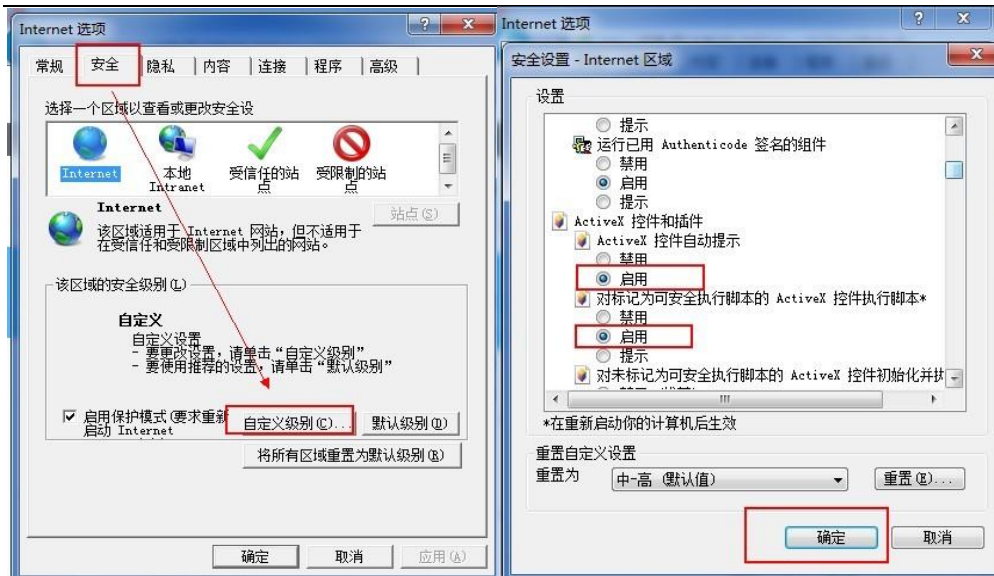 Internet 选项
常规 安全 隐私 内容 连接 程序 高级
选择一个区域以查看或更改安全设
Internet
本地
Intranet
受信任的站
点
受限制的站
点
Internet
站点(S)
该区域适用于 Internet 网站，但不适用于
在受信任和受限制区域中列出的网站。
该区域的安全级别(L)
自定义
自定义设置
- 要更改设置，请单击“自定义级别”
- 要使用推荐的设置，请单击“默认级别”
启用保护模式(要求重新
启动 Internet
自定义级别(C)...
默认级别(D)
将所有区域重置为默认级别(R)
确定 取消 应用(A)
Internet 选项
安全设置 - Internet 区域
设置
提示
运行已用 Authenticode 签名的组件
禁用
启用
提示
ActiveX 控件和插件
ActiveX 控件自动提示
禁用
启用
对标记为可安全执行脚本的 ActiveX 控件执行脚本*
禁用
启用
提示
对未标记为可安全执行脚本的 ActiveX 控件初始化并执
*在重新启动你的计算机后生效
重置自定义设置
重置为
中-高 (默认值)
重置(E)...
确定 取消